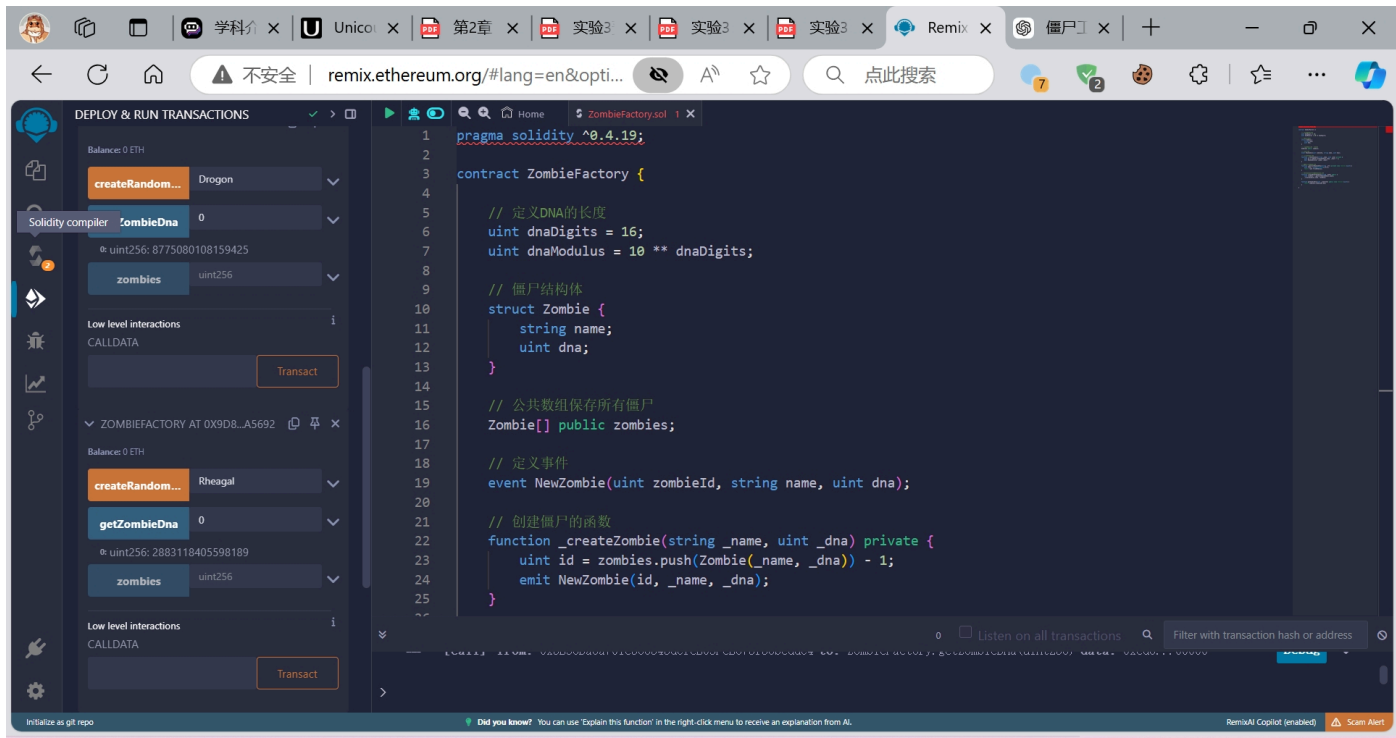 学科介
Unico
第2章
实验3
实验3
实验3
Remix
僵尸工
不安全
remix.ethereum.org/#lang=en&opti...
点此搜索
7
2
DEPLOY & RUN TRANSACTIONS
Home
ZombieFactory.sol 1
Balance: 0 ETH
createRandom...
Drogon
Solidity compiler
ZombieDna
0
0: uint256: 8775080108159425
2
zombies
uint256
Low level interactions
i
CALLDATA
Transact
ZOMBIEFACTORY AT 0X9D8...A5692
Balance: 0 ETH
createRandom...
Rheagal
getZombieDna
0
0: uint256: 2883118405598189
zombies
uint256
Low level interactions
i
CALLDATA
Transact
1 pragma solidity ^0.4.19;
2
3 contract ZombieFactory {
4
5 // 定义DNA的长度
6 uint dnaDigits = 16;
7 uint dnaModulus = 10 ** dnaDigits;
8
9 // 僵尸结构体
10 struct Zombie {
11 string name;
12 uint dna;
13 }
14
15 // 公共数组保存所有僵尸
16 Zombie[] public zombies;
17
18 // 定义事件
19 event NewZombie(uint zombieId, string name, uint dna);
20
21 // 创建僵尸的函数
22 function _createZombie(string _name, uint _dna) private {
23 uint id = zombies.push(Zombie(_name, _dna)) - 1;
24 emit NewZombie(id, _name, _dna);
25 }
0
Listen on all transactions
Filter with transaction hash or address
>
Initialize as git repo
Did you know? You can use 'Explain this function' in the right-click menu to receive an explanation from AI.
RemixAI Copilot (enabled)
Scam Alert